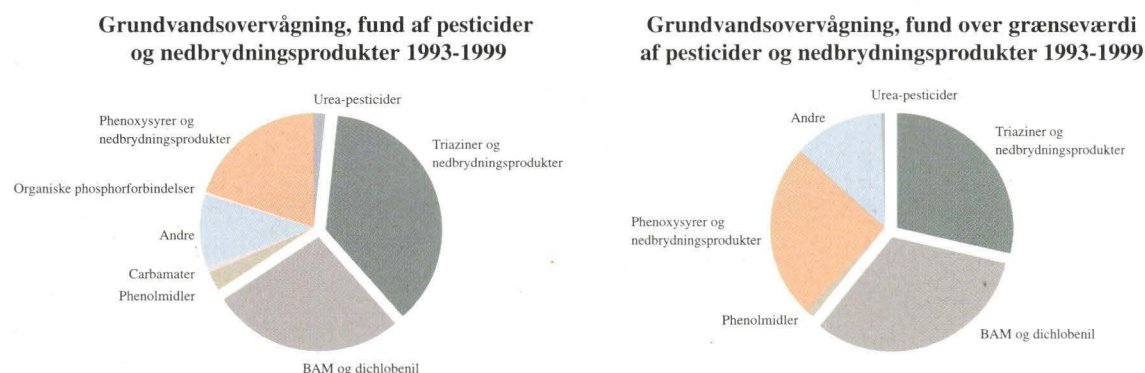 Grundvandsovervågning, fund af pesticider
og nedbrydningsprodukter 1993-1999
Urea-pesticider
Phenoxysyrer og
nedbrydningsprodukter
Triaziner og
nedbrydningsprodukter
Organiske phosphorforbindelser
Andre
Carbamater
Phenolmidler
BAM og dichlobenil
Grundvandsovervågning, fund over grænseværdi
af pesticider og nedbrydningsprodukter 1993-1999
Urea-pesticider
Andre
Triaziner og
nedbrydningsprodukter
Phenoxysyrer og
nedbrydningsprodukter
Phenolmidler
BAM og dichlobenil